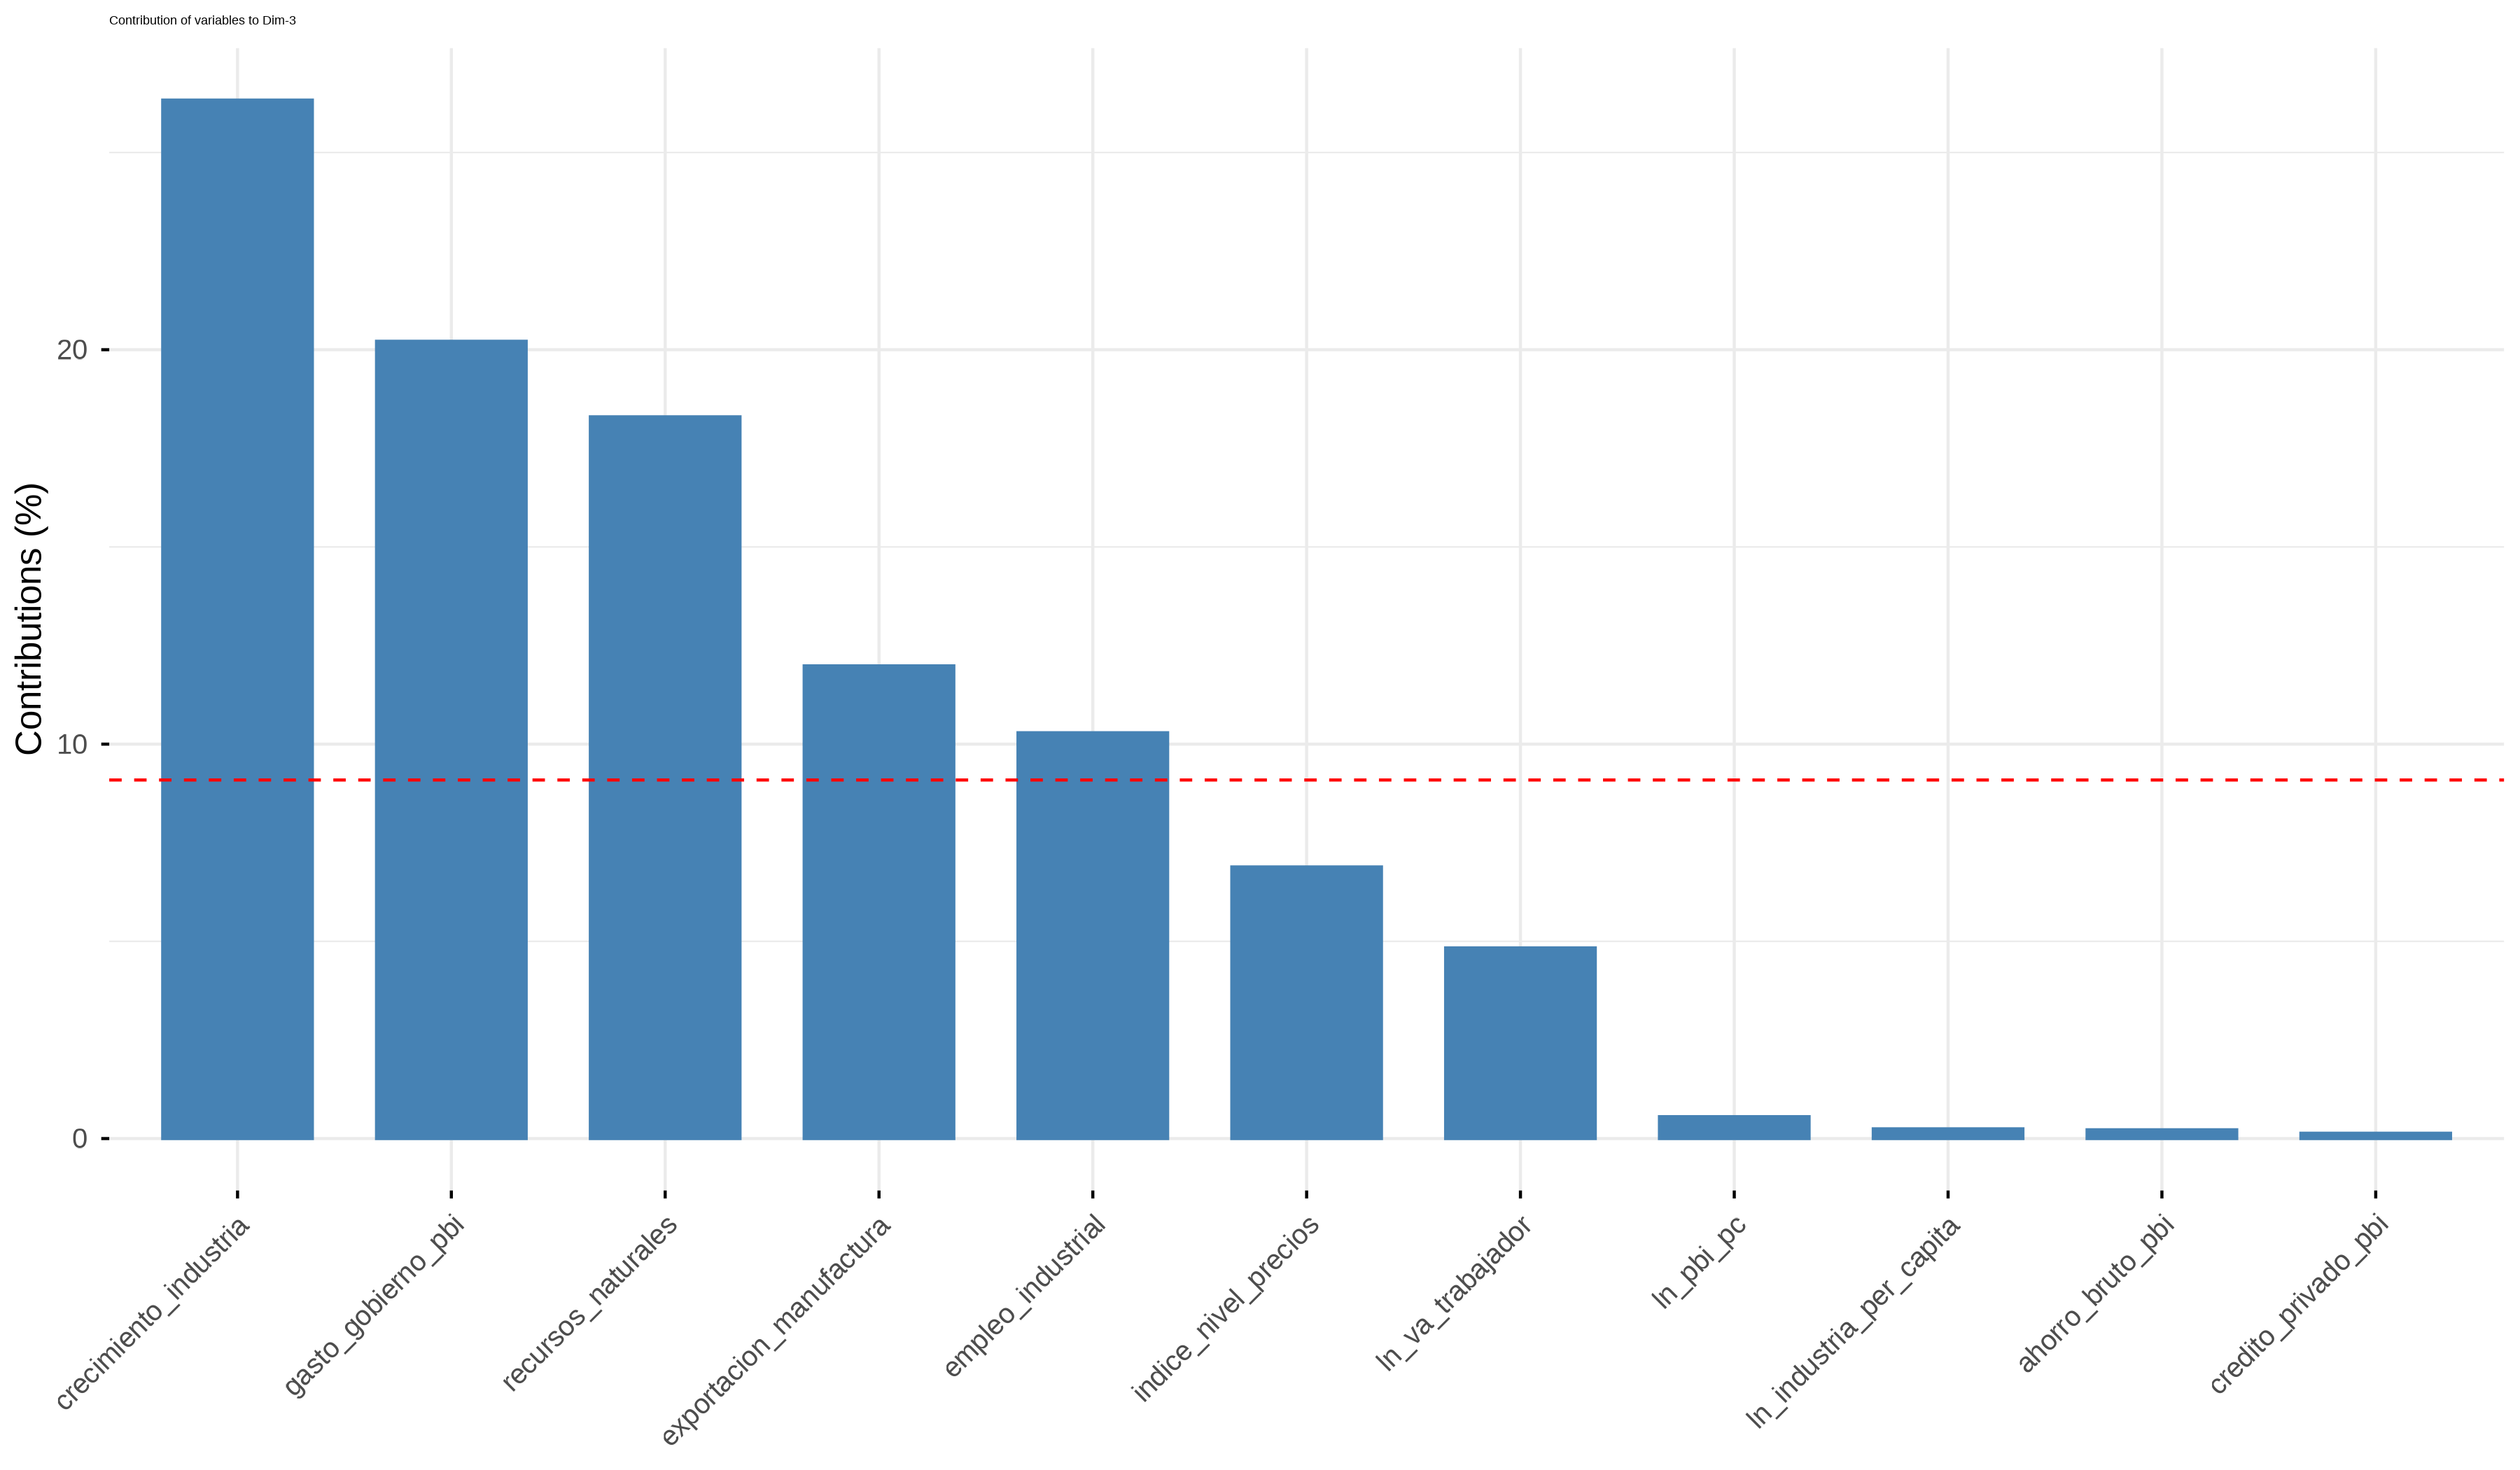 Contribution of variables to Dim-3
Contributions (%)
20
10
0
crecimiento_industria
gasto_gobierno_pbi
recursos_naturales
exportacion_manufactura
empleo_industrial
indice_nivel_precios
ln_va_trabajador
ln_pbi_pc
ln_industria_per_capita
ahorro_bruto_pbi
credito_privado_pbi